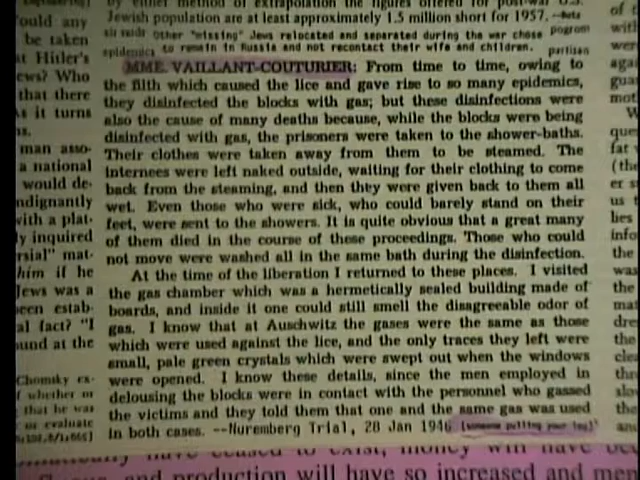 by either method of extrapolation the figures offered for post-war U.S.
Jewish population are at least approximately 1.5 million short for 1957. --Note
Other "missing" Jews relocated and separated during the war chose pogrom
epidemics to remain in Russia and not recontact their wife and children. partisan
MME. VAILLANT-COUTURIER: From time to time, owing to
the filth which caused the lice and gave rise to so many epidemics,
they disinfected the blocks with gas; but these disinfections were
also the cause of many deaths because, while the blocks were being
disinfected with gas, the prisoners were taken to the shower-baths.
Their clothes were taken away from them to be steamed. The
internees were left naked outside, waiting for their clothing to come
back from the steaming, and then they were given back to them all
wet. Even those who were sick, who could barely stand on their
feet, were sent to the showers. It is quite obvious that a great many
of them died in the course of these proceedings. Those who could
not move were washed all in the same bath during the disinfection.
At the time of the liberation I returned to these places. I visited
the gas chamber which was a hermetically sealed building made of
boards, and inside it one could still smell the disagreeable odor of
gas. I know that at Auschwitz the gases were the same as those
which were used against the lice, and the only traces they left were
small, pale green crystals which were swept out when the windows
were opened. I know these details, since the men employed in
delousing the blocks were in contact with the personnel who gassed
the victims and they told them that one and the same gas was used
in both cases. --Nuremberg Trial, 28 Jan 1946 [someone pulling your leg?]
ould any
be taken
at Hitler's
ews? Who
that there
s it turns
man asso-
a national
would de-
ndignantly
with a plat-
ly inquired
rsial" mat-
him if he
Jews was a
een estab-
al fact? "I
und at the
Chomsky ex-
f whether or
that he was
or evaluate
have ceased to exist, money will have
and production will have so increased and men